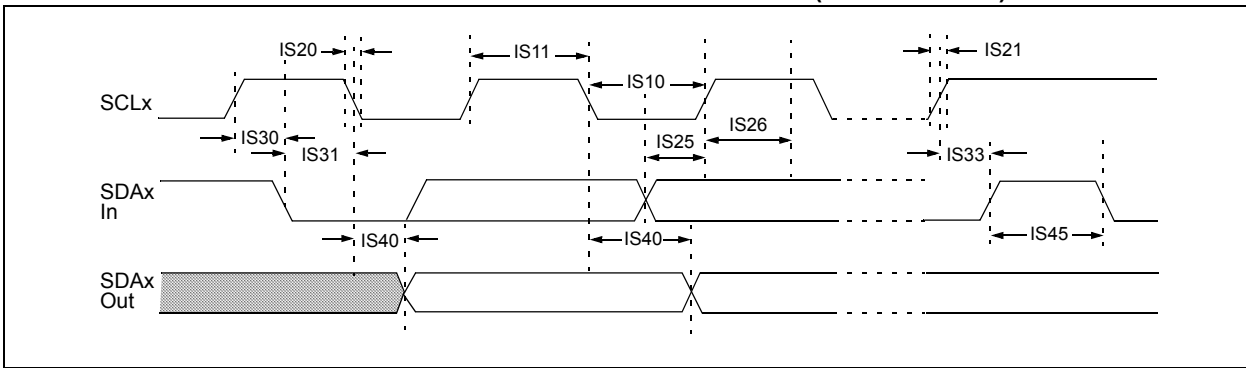 IS20
IS11
IS21
IS10
SCLx
IS30
IS26
IS25
IS31
IS33
SDAx
In
IS40
IS40
IS45
SDAx
Out